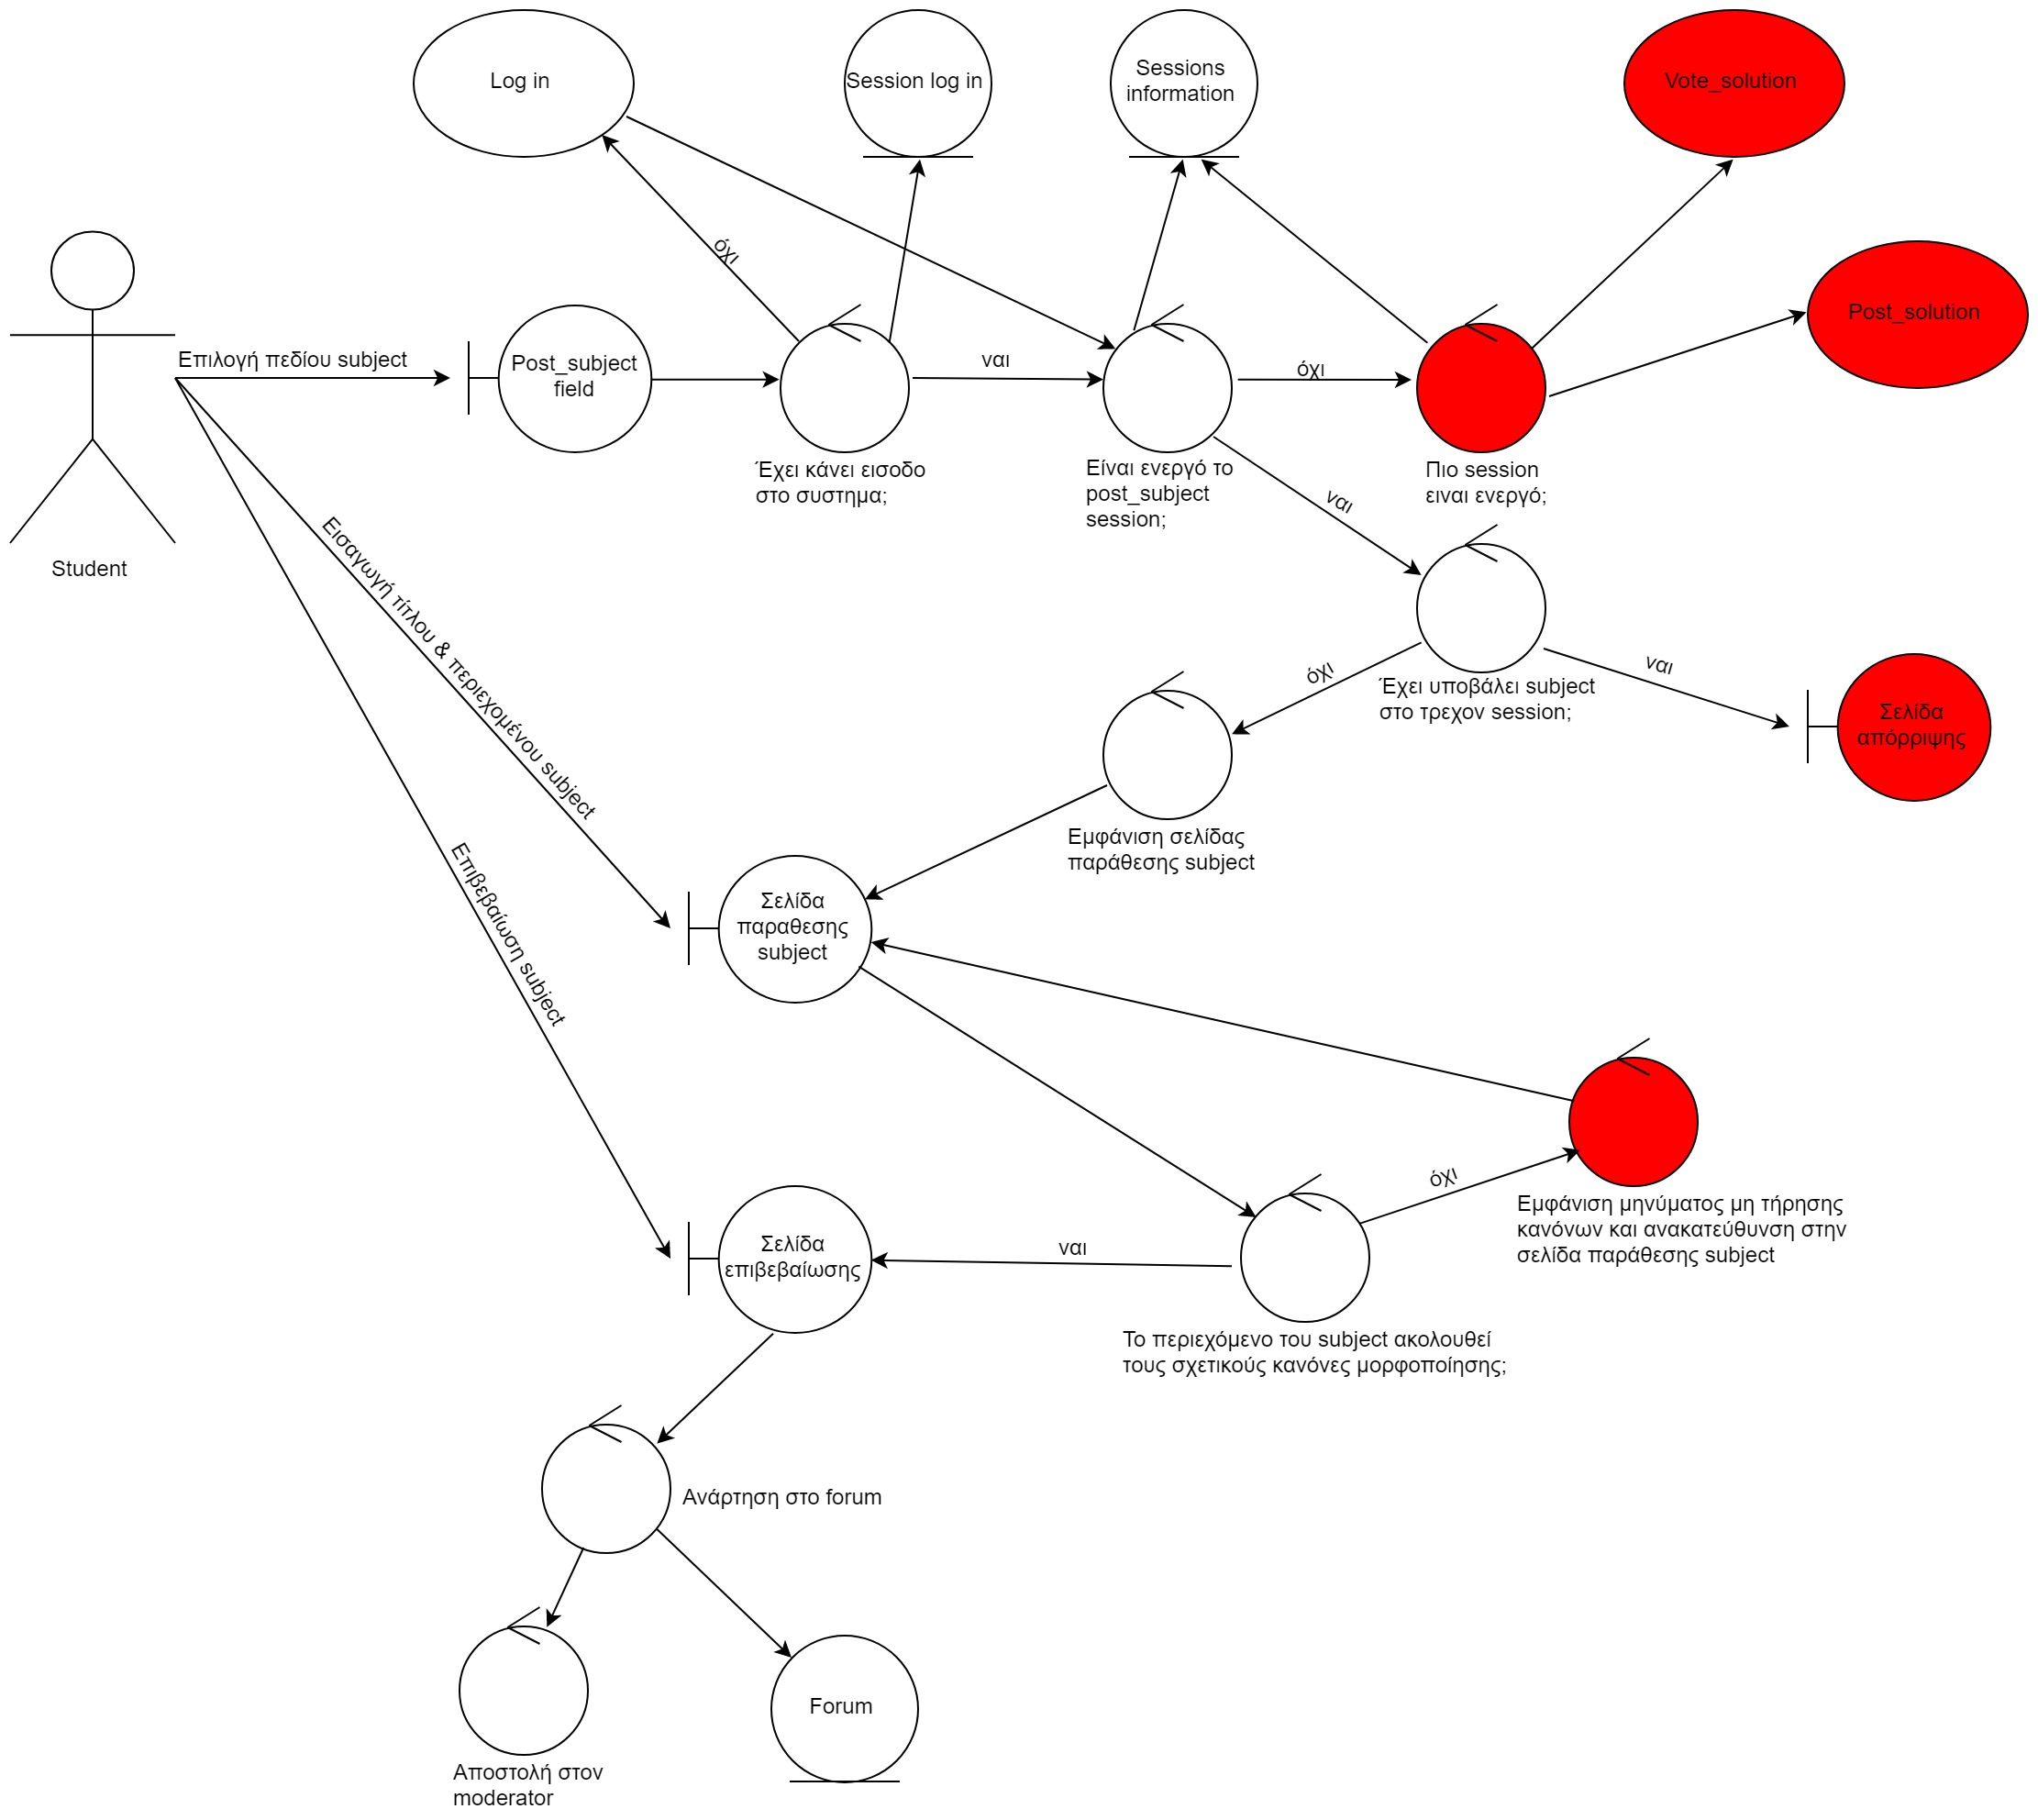 Log in
Session log in
Sessions
information
Vote_solution
Post_solution
όχι
Επιλογή πεδίου subject
Post_subject
field
ναι
όχι
Έχει κάνει εισοδο
στο συστημα;
Είναι ενεργό το
post_subject
session;
Πιο session
ειναι ενεργό;
ναι
Student
Εισαγωγή τίτλου & περιεχομένου subject
όχι
Έχει υποβάλει subject
στο τρεχον session;
ναι
Σελίδα
απόρριψης
Εμφάνιση σελίδας
παράθεσης subject
Επιβεβαίωση subject
Σελίδα
παραθεσης
subject
όχι
Εμφάνιση μηνύματος μη τήρησης
κανόνων και ανακατεύθυνση στην
σελίδα παράθεσης subject
ναι
Σελίδα
επιβεβαίωσης
Το περιεχόμενο του subject ακολουθεί
τους σχετικούς κανόνες μορφοποίησης;
Ανάρτηση στο forum
Forum
Αποστολή στον
moderator